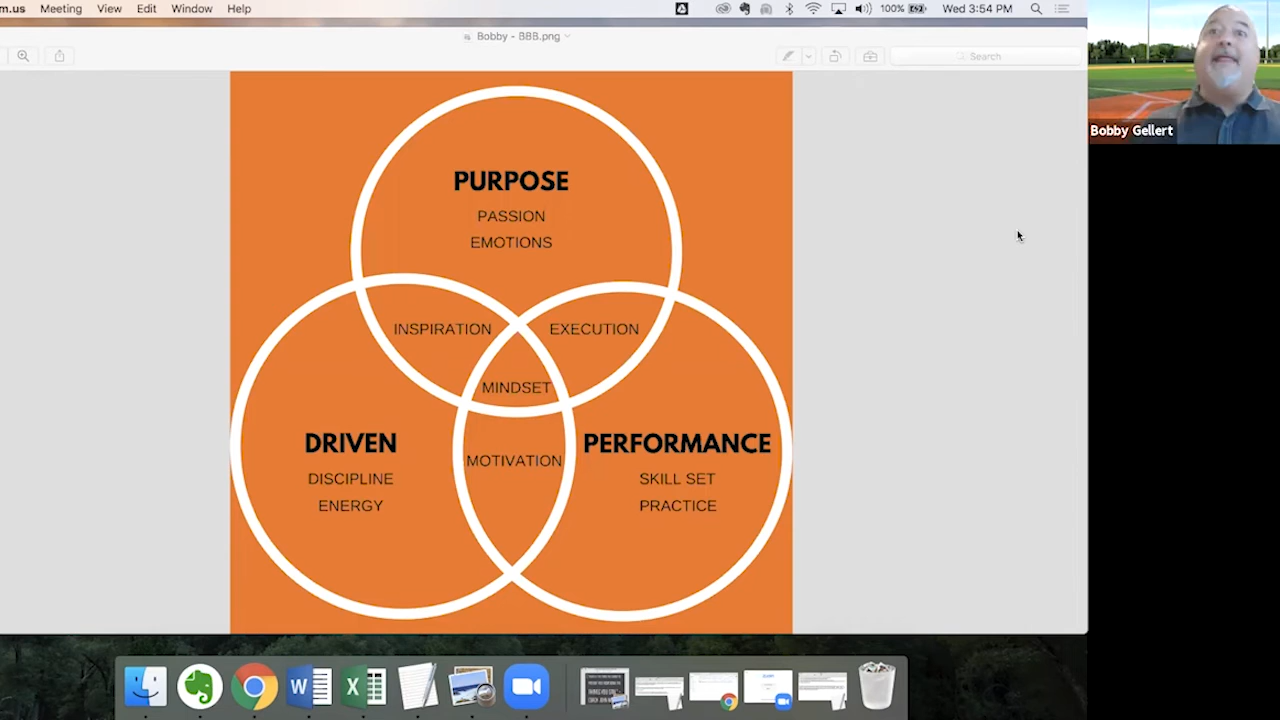 m.us Meeting View Edit Window Help 100% Wed 3:54 PM
Bobby - BBB.png
Search
Bobby Gellert
PURPOSE
PASSION
EMOTIONS
INSPIRATION EXECUTION
MINDSET
DRIVEN PERFORMANCE
MOTIVATION
DISCIPLINE SKILL SET
ENERGY PRACTICE
W X